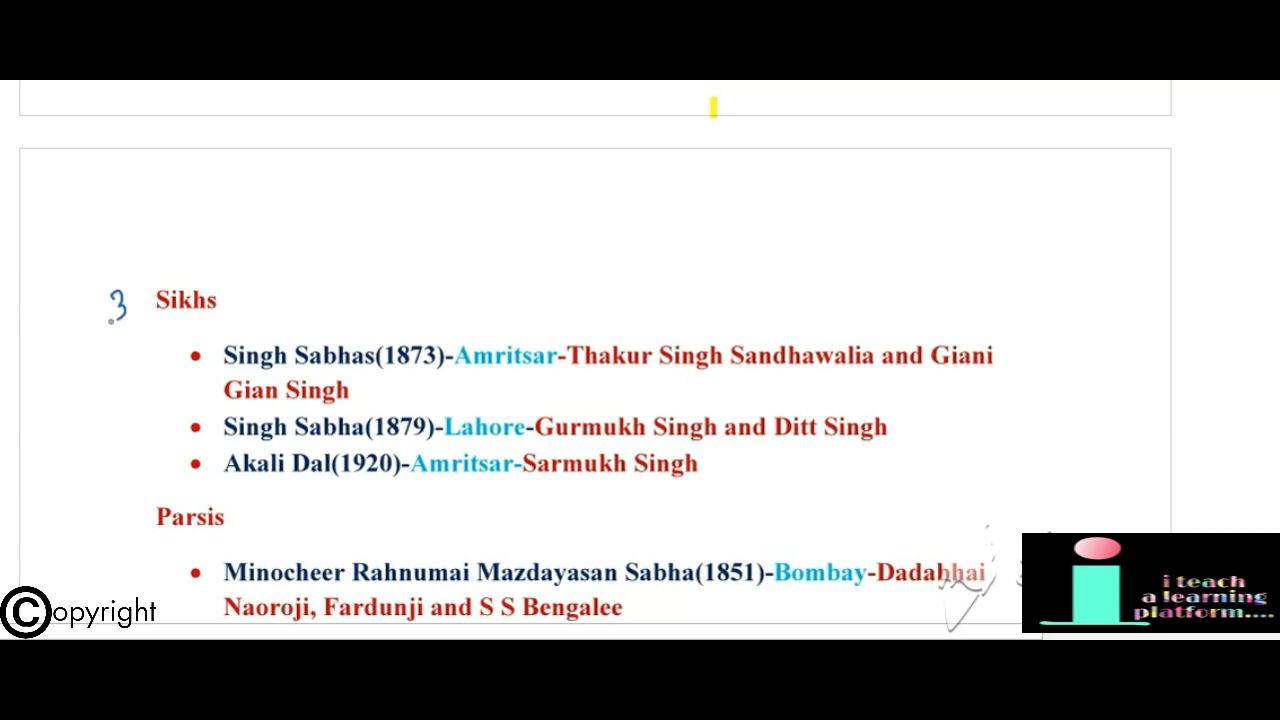 3 Sikhs
Singh Sabhas(1873)-Amritsar-Thakur Singh Sandhawalia and Giani
Gian Singh
Singh Sabha(1879)-Lahore-Gurmukh Singh and Ditt Singh
Akali Dal(1920)-Amritsar-Sarmukh Singh
Parsis
Minocheer Rahnumai Mazdayasan Sabha(1851)-Bombay-Dadabhai
Naoroji, Fardunji and S S Bengalee
Copyright
i teach
a learning
platform....